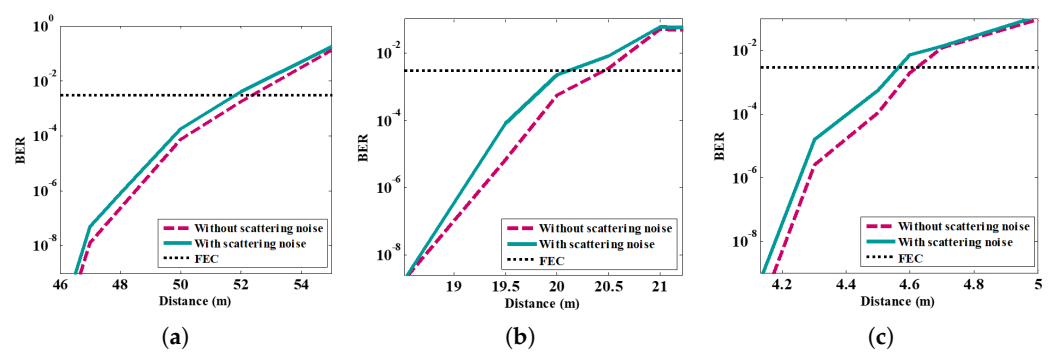 BER
10^0
10^-2
10^-4
10^-6
10^-8
46 48 50 52 54
Distance (m)
Without scattering noise
With scattering noise
FEC
(a)
BER
10^-2
10^-4
10^-6
10^-8
19 19.5 20 20.5 21
Distance (m)
Without scattering noise
With scattering noise
FEC
(b)
BER
10^-2
10^-4
10^-6
10^-8
4.2 4.4 4.6 4.8 5
Distance (m)
Without scattering noise
With scattering noise
FEC
(c)